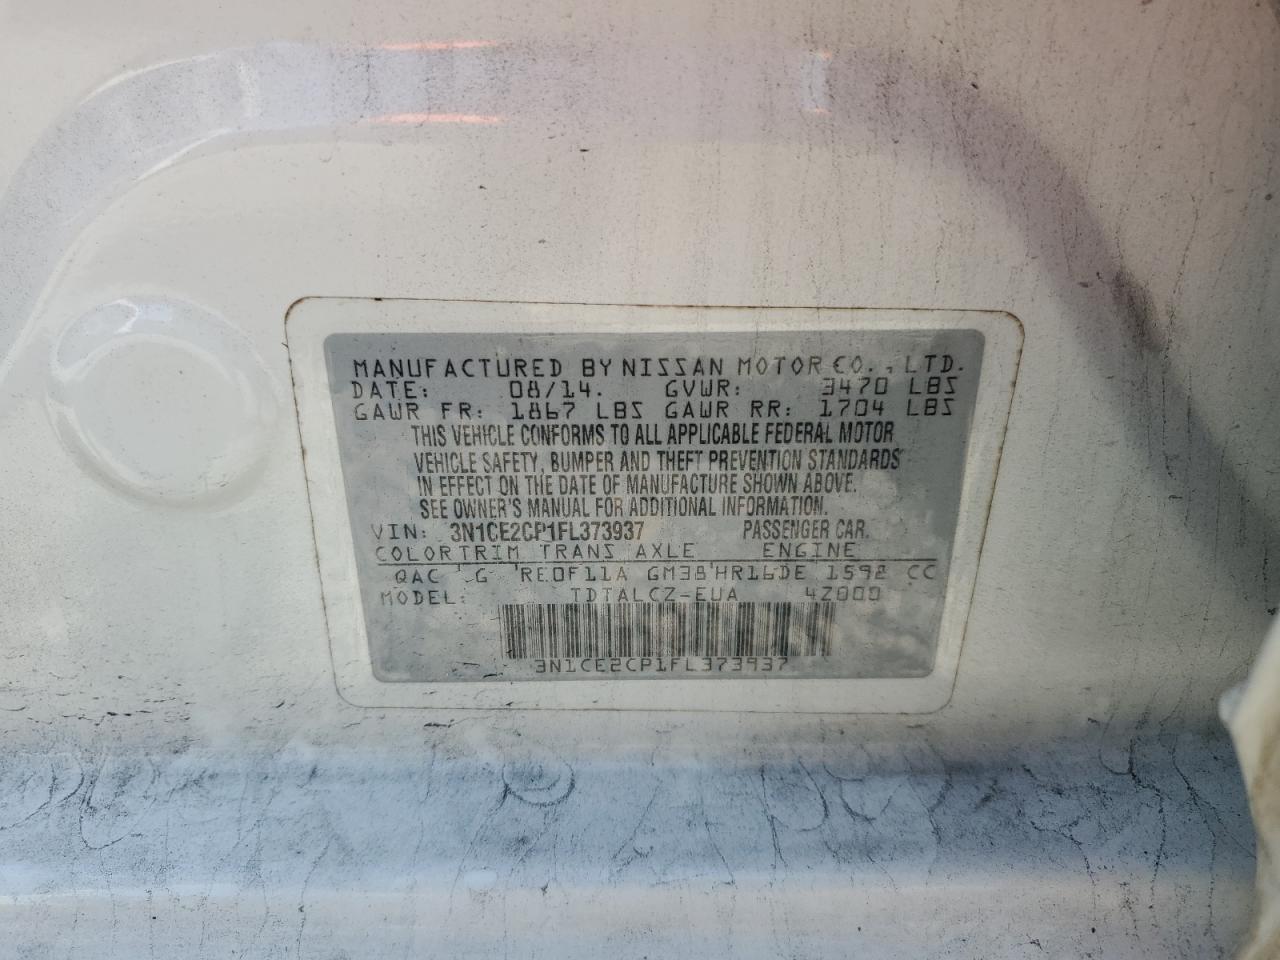 MANUFACTURED BY NISSAN MOTOR CO., LTD.
DATE: 08/14. GVWR: 3470 LBS
GAWR FR: 1867 LBS GAWR RR: 1704 LBS
THIS VEHICLE CONFORMS TO ALL APPLICABLE FEDERAL MOTOR
VEHICLE SAFETY, BUMPER AND THEFT PREVENTION STANDARDS
IN EFFECT ON THE DATE OF MANUFACTURE SHOWN ABOVE.
SEE OWNER'S MANUAL FOR ADDITIONAL INFORMATION.
VIN: 3N1CE2CP1FL373937 PASSENGER CAR.
COLOR TRIM TRANS AXLE ENGINE
QAC G RE0F11A GM38 HR16DE 1598 CC
MODEL: TDTALCZ-EUA 4Z000
3N1CE2CP1FL373937